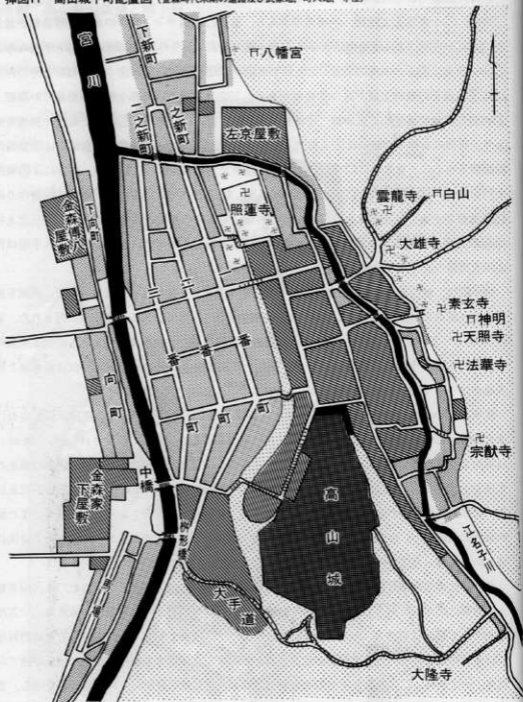 宮川
下新町
八幡宮
一之新町
二之新町
左京屋敷
照蓮寺
雲龍寺
白山
大雄寺
素玄寺
神明
天照寺
法華寺
宗猷寺
金森
屋敷
下向町
三番町
二番町
一番町
向町
中橋
金森家
下屋敷
枡形橋
大手道
高山城
江名子川
大隆寺